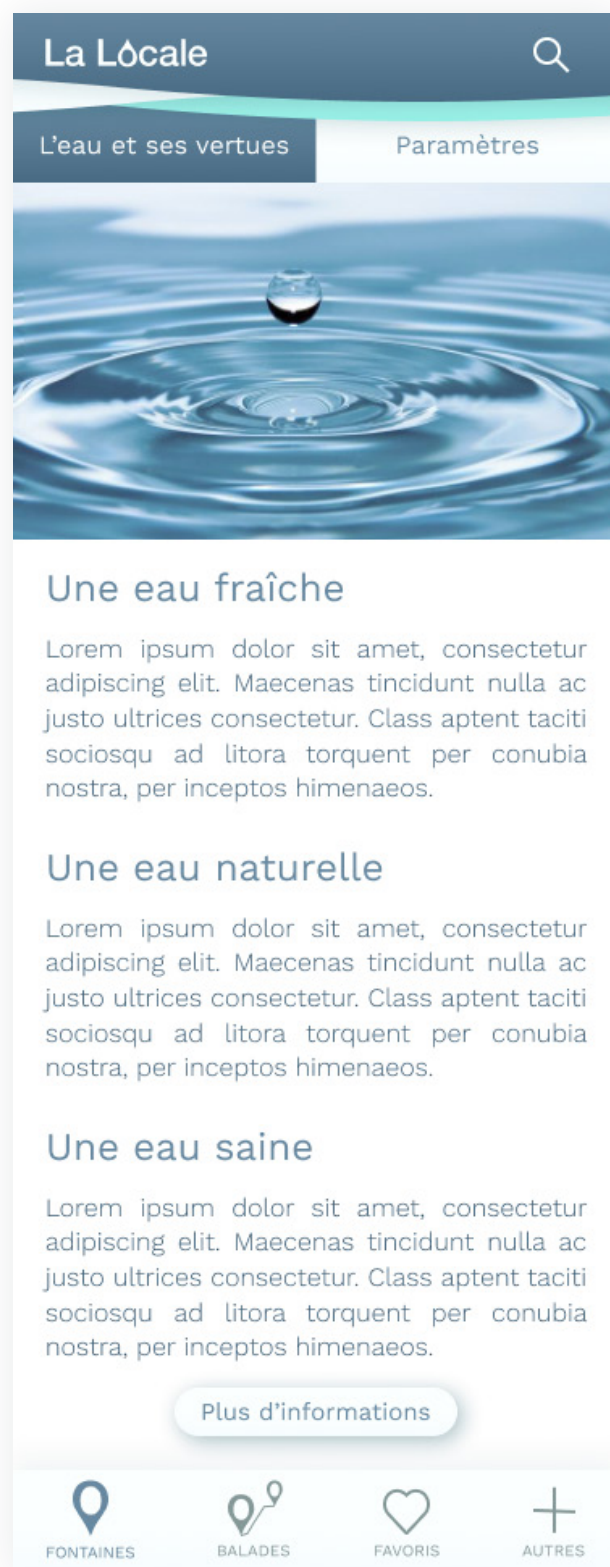 La Locale
L’eau et ses vertues
Paramètres
Une eau fraîche
Lorem ipsum dolor sit amet, consectetur
adipiscing elit. Maecenas tincidunt nulla ac
justo ultrices consectetur. Class aptent taciti
sociosqu ad litora torquent per conubia
nostra, per inceptos himenaeos.
Une eau naturelle
Lorem ipsum dolor sit amet, consectetur
adipiscing elit. Maecenas tincidunt nulla ac
justo ultrices consectetur. Class aptent taciti
sociosqu ad litora torquent per conubia
nostra, per inceptos himenaeos.
Une eau saine
Lorem ipsum dolor sit amet, consectetur
adipiscing elit. Maecenas tincidunt nulla ac
justo ultrices consectetur. Class aptent taciti
sociosqu ad litora torquent per conubia
nostra, per inceptos himenaeos.
Plus d’informations
FONTAINES
BALADES
FAVORIS
AUTRES